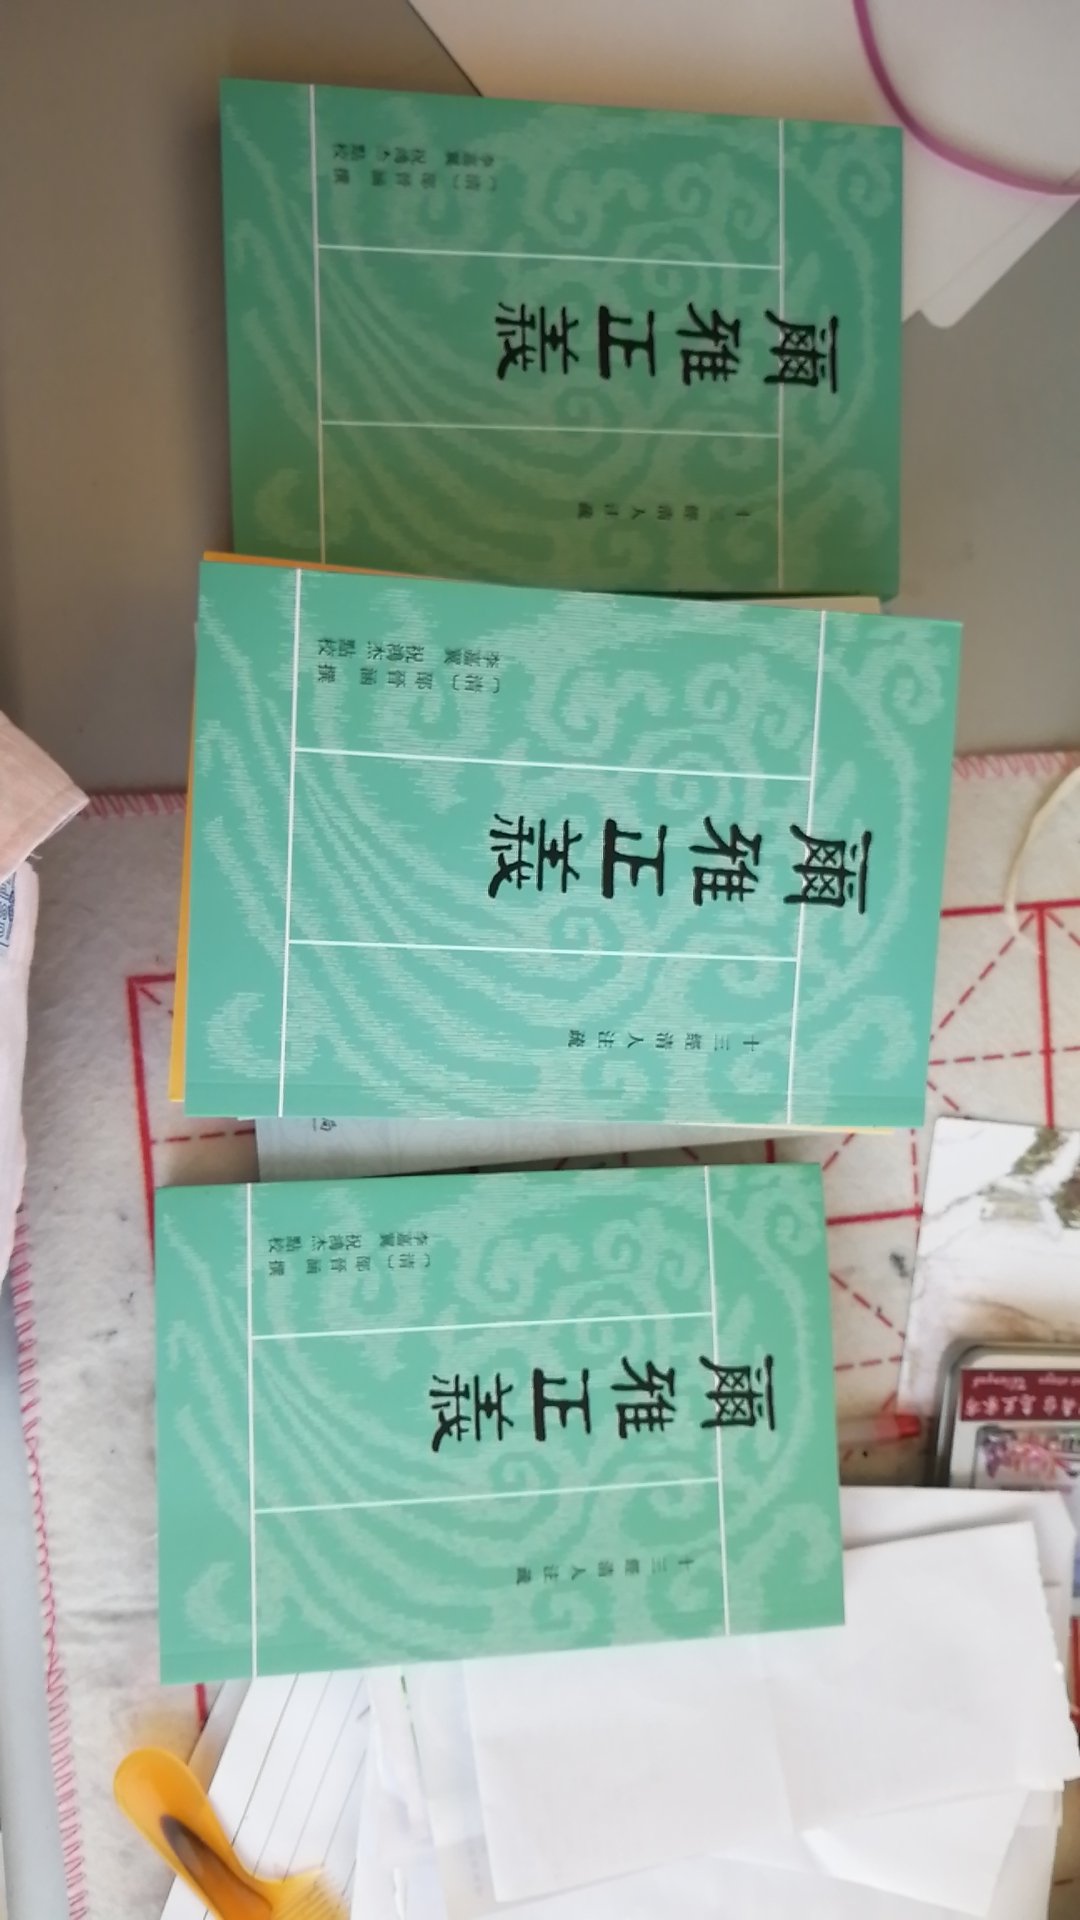 爾雅正義
十三經清人注疏
〔清〕邵晉涵 撰
李嘉翼 祝鴻杰 點校
爾雅正義
十三經清人注疏
〔清〕邵晉涵 撰
李嘉翼 祝鴻杰 點校
爾雅正義
十三經清人注疏
〔清〕邵晉涵 撰
李嘉翼 祝鴻杰 點校